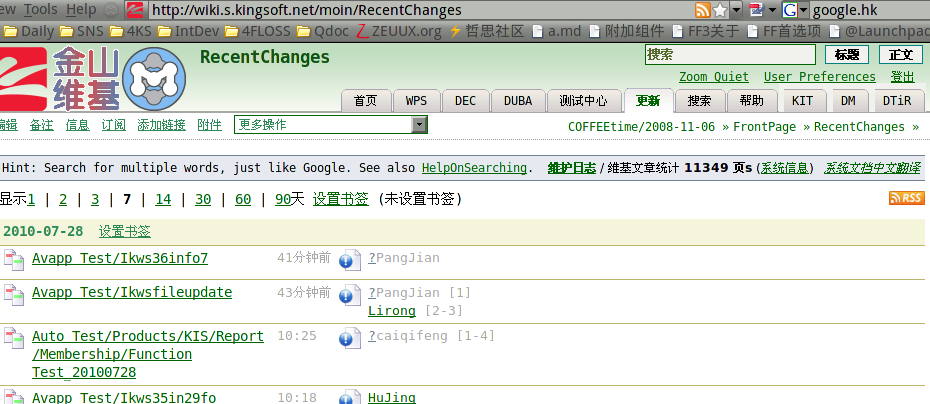 ew Tools Help http://wiki.s.kingsoft.net/moin/RecentChanges google.hk
Daily SNS 4KS IntDev 4FLOSS Qdoc ZEUUX.org 哲思社区 a.md 附加组件 FF3关于 FF首选项 @Launchpad
金山维基 RecentChanges 搜索 标题 正文
Zoom Quiet User Preferences 登出
首页 WPS DEC DUBA 测试中心 更新 搜索 帮助 KIT DM DTiR
编辑 备注 信息 订阅 添加链接 附件 更多操作 COFFEEtime/2008-11-06 » FrontPage » RecentChanges »
Hint: Search for multiple words, just like Google. See also HelpOnSearching. 维护日志 / 维基文章统计 11349 页s (系统信息) 系统文档中文翻译
显示1 | 2 | 3 | 7 | 14 | 30 | 60 | 90天 设置书签 (未设置书签) RSS
2010-07-28 设置书签
Avapp Test/Ikws36info7 41分钟前 ?PangJian
Avapp Test/Ikwsfileupdate 43分钟前 ?PangJian [1]
Lirong [2-3]
Auto Test/Products/KIS/Report 10:25 ?caiqifeng [1-4]
/Membership/Function
Test_20100728
Avapp Test/Ikws35in29fo 10:18 HuJing